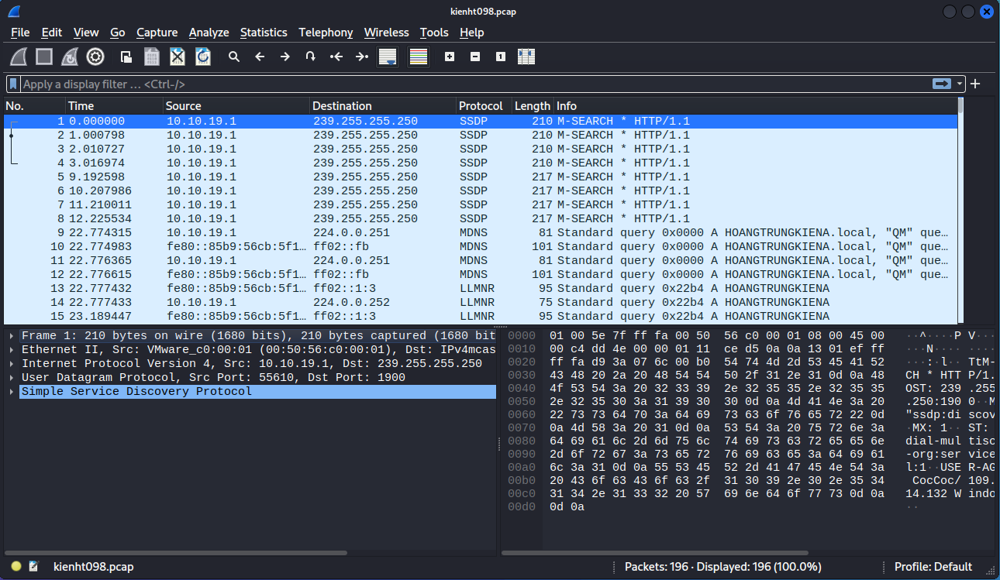 kienht098.pcap
File Edit View Go Capture Analyze Statistics Telephony Wireless Tools Help
Apply a display filter … <Ctrl-/>
No. Time Source Destination Protocol Length Info
1 0.000000 10.10.19.1 239.255.255.250 SSDP 210 M-SEARCH * HTTP/1.1
2 1.000798 10.10.19.1 239.255.255.250 SSDP 210 M-SEARCH * HTTP/1.1
3 2.010727 10.10.19.1 239.255.255.250 SSDP 210 M-SEARCH * HTTP/1.1
4 3.016974 10.10.19.1 239.255.255.250 SSDP 210 M-SEARCH * HTTP/1.1
5 9.192598 10.10.19.1 239.255.255.250 SSDP 217 M-SEARCH * HTTP/1.1
6 10.207986 10.10.19.1 239.255.255.250 SSDP 217 M-SEARCH * HTTP/1.1
7 11.210011 10.10.19.1 239.255.255.250 SSDP 217 M-SEARCH * HTTP/1.1
8 12.225534 10.10.19.1 239.255.255.250 SSDP 217 M-SEARCH * HTTP/1.1
9 22.774315 10.10.19.1 224.0.0.251 MDNS 81 Standard query 0x0000 A HOANGTRUNGKIENA.local, "QM" que…
10 22.774983 fe80::85b9:56cb:5f1… ff02::fb MDNS 101 Standard query 0x0000 A HOANGTRUNGKIENA.local, "QM" que…
11 22.776365 10.10.19.1 224.0.0.251 MDNS 81 Standard query 0x0000 A HOANGTRUNGKIENA.local, "QM" que…
12 22.776615 fe80::85b9:56cb:5f1… ff02::fb MDNS 101 Standard query 0x0000 A HOANGTRUNGKIENA.local, "QM" que…
13 22.777432 fe80::85b9:56cb:5f1… ff02::1:3 LLMNR 95 Standard query 0x22b4 A HOANGTRUNGKIENA
14 22.777433 10.10.19.1 224.0.0.252 LLMNR 75 Standard query 0x22b4 A HOANGTRUNGKIENA
15 23.189447 fe80::85b9:56cb:5f1… ff02::1:3 LLMNR 95 Standard query 0x22b4 A HOANGTRUNGKIENA
Frame 1: 210 bytes on wire (1680 bits), 210 bytes captured (1680 bit
Ethernet II, Src: VMware_c0:00:01 (00:50:56:c0:00:01), Dst: IPv4mcas
Internet Protocol Version 4, Src: 10.10.19.1, Dst: 239.255.255.250
User Datagram Protocol, Src Port: 55610, Dst Port: 1900
Simple Service Discovery Protocol
0000 01 00 5e 7f ff fa 00 50 56 c0 00 01 08 00 45 00 ··^····P V···
0010 00 c4 dd 4e 00 00 01 11 ce d5 0a 0a 13 01 ef ff ···N···· ····
0020 ff fa d9 3a 07 6c 00 b0 54 74 4d 2d 53 45 41 52 ···:·l·· TtM-
0030 43 48 20 2a 20 48 54 54 50 2f 31 2e 31 0d 0a 48 CH * HTT P/1.
0040 4f 53 54 3a 20 32 33 39 2e 32 35 35 2e 32 35 35 OST: 239 .255
0050 2e 32 35 30 3a 31 39 30 30 0d 0a 4d 41 4e 3a 20 .250:190 0··M
0060 22 73 73 64 70 3a 64 69 73 63 6f 76 65 72 22 0d "ssdp:di scov
0070 0a 4d 58 3a 20 31 0d 0a 53 54 3a 20 75 72 6e 3a ·MX: 1·· ST:
0080 64 69 61 6c 2d 6d 75 6c 74 69 73 63 72 65 65 6e dial-mul tisc
0090 2d 6f 72 67 3a 73 65 72 76 69 63 65 3a 64 69 61 -org:ser vice
00a0 6c 3a 31 0d 0a 55 53 45 52 2d 41 47 45 4e 54 3a l:1··USE R-AG
00b0 20 43 6f 63 43 6f 63 2f 31 30 39 2e 30 2e 35 34 CocCoc/ 109.
00c0 31 34 2e 31 33 32 20 57 69 6e 64 6f 77 73 0d 0a 14.132 W indo
00d0 0d 0a ··
kienht098.pcap Packets: 196 · Displayed: 196 (100.0%) Profile: Default